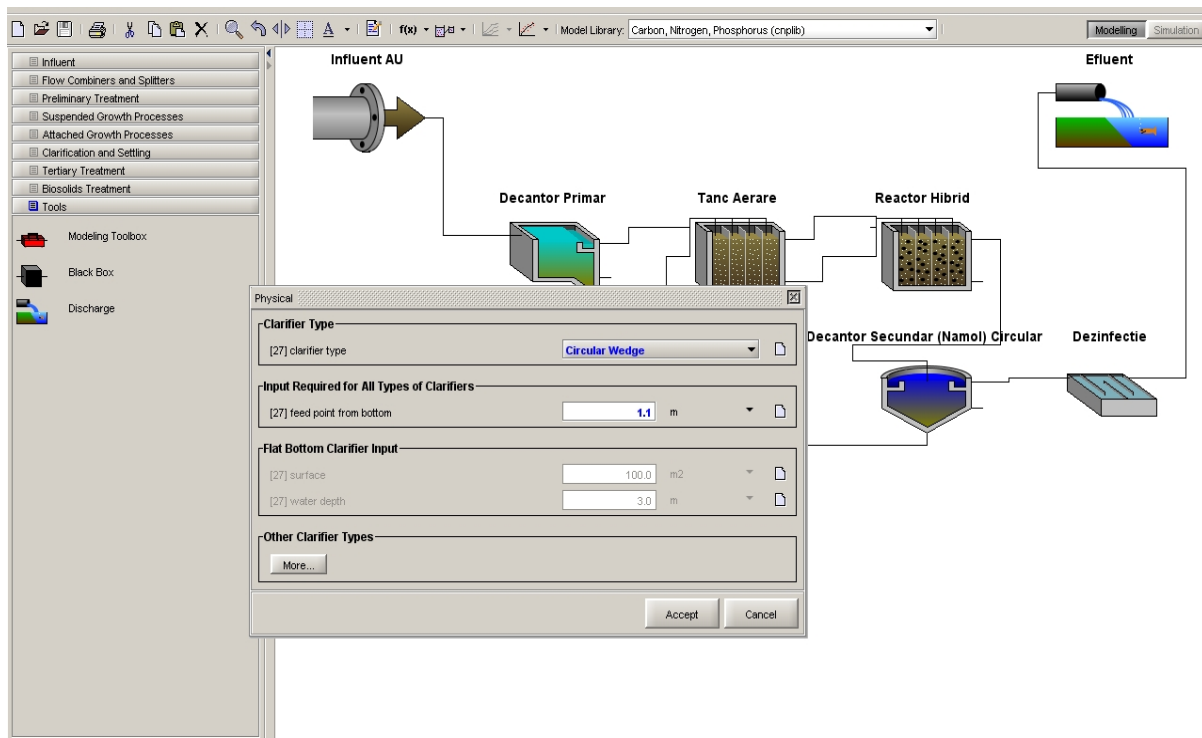 f(x)
Model Library: Carbon, Nitrogen, Phosphorus (cnplib)
Modelling Simulation
Influent
Flow Combiners and Splitters
Preliminary Treatment
Suspended Growth Processes
Attached Growth Processes
Clarification and Settling
Tertiary Treatment
Biosolids Treatment
Tools
Modeling Toolbox
Black Box
Discharge
Influent AU
Efluent
Decantor Primar
Tanc Aerare
Reactor Hibrid
Decantor Secundar (Namol) Circular
Dezinfectie
Physical
Clarifier Type
[27] clarifier type Circular Wedge
Input Required for All Types of Clarifiers
[27] feed point from bottom 1.1 m
Flat Bottom Clarifier Input
[27] surface 100.0 m2
[27] water depth 3.0 m
Other Clarifier Types
More...
Accept Cancel